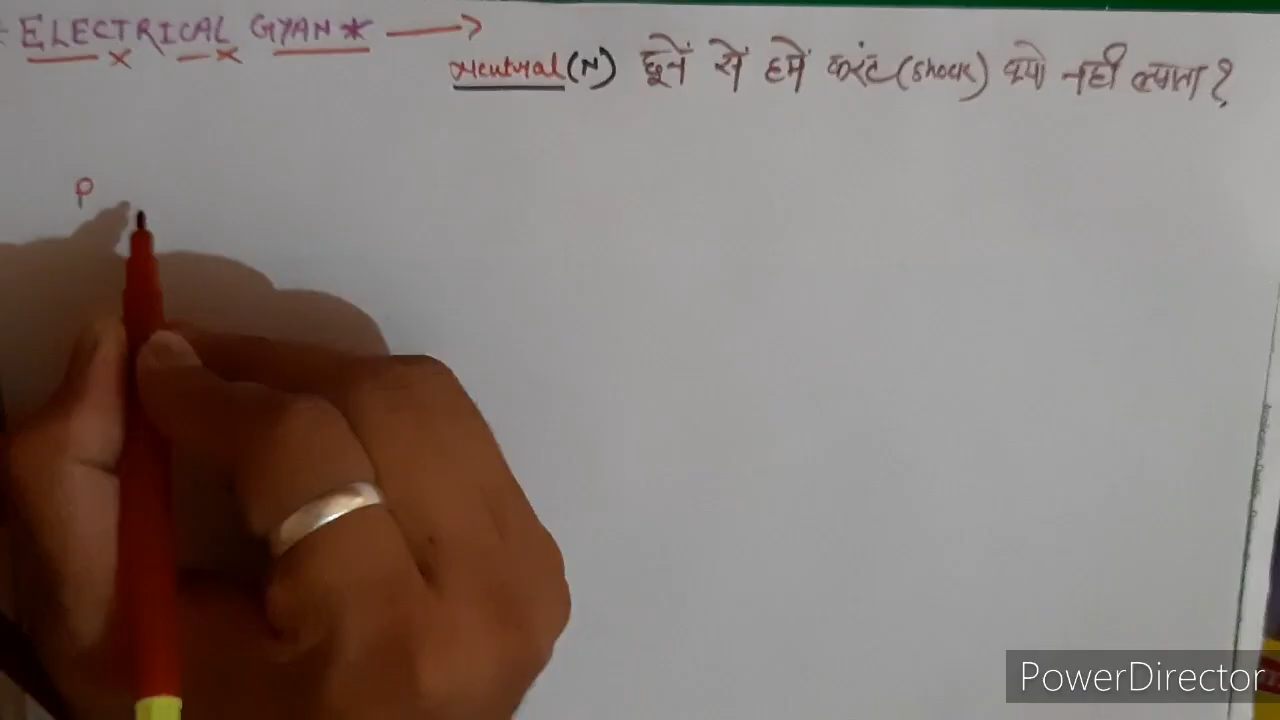 ELECTRICAL GYAN* →
Neutral (N) छूनें सें हमें करंट (Shock) क्यो नही लगता?
P
PowerDirector